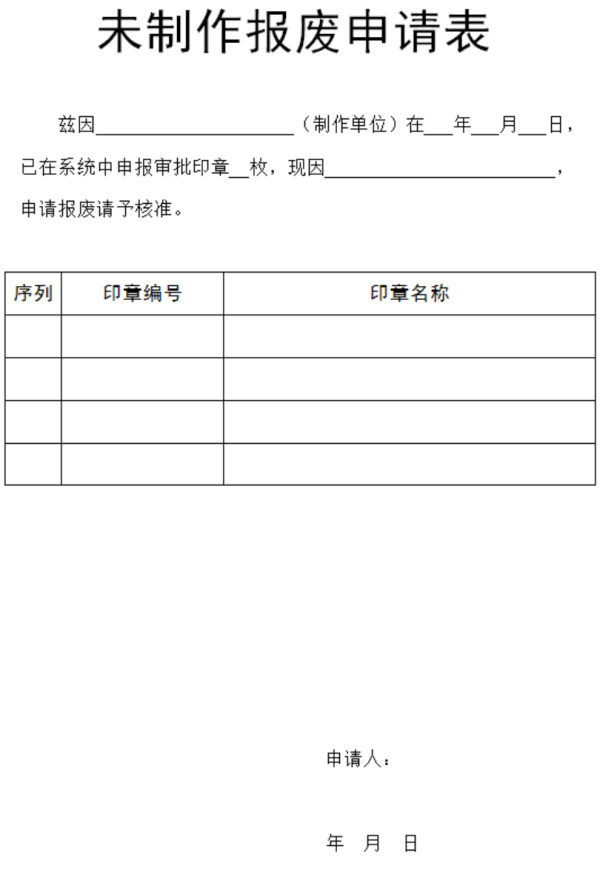 未制作报废申请表
兹因____________________（制作单位）在___年___月___日，
已在系统中申报审批印章__枚，现因________________________，
申请报废请予核准。
序列 印章编号 印章名称
申请人：
年 月 日